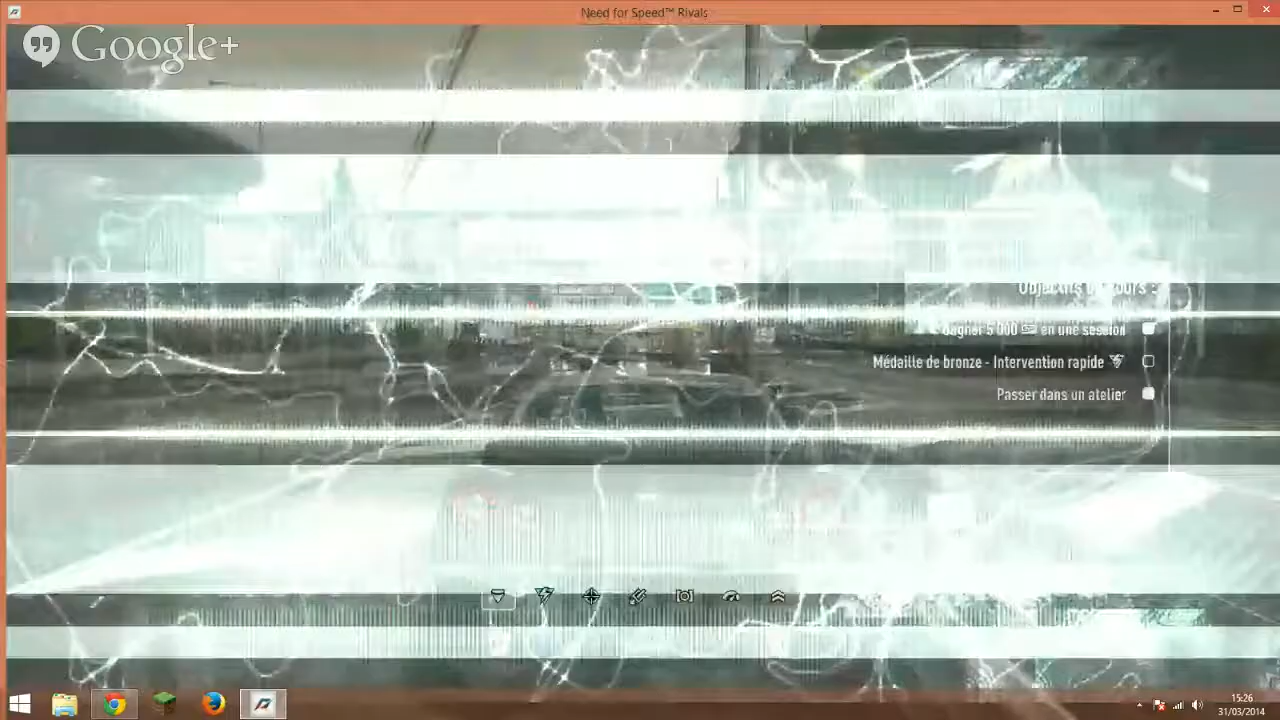 Need for Speed™ Rivals
Google+
Objectifs en cours :
Gagner 5 000 en une session
Médaille de bronze - Intervention rapide
Passer dans un atelier
15:26
31/03/2014